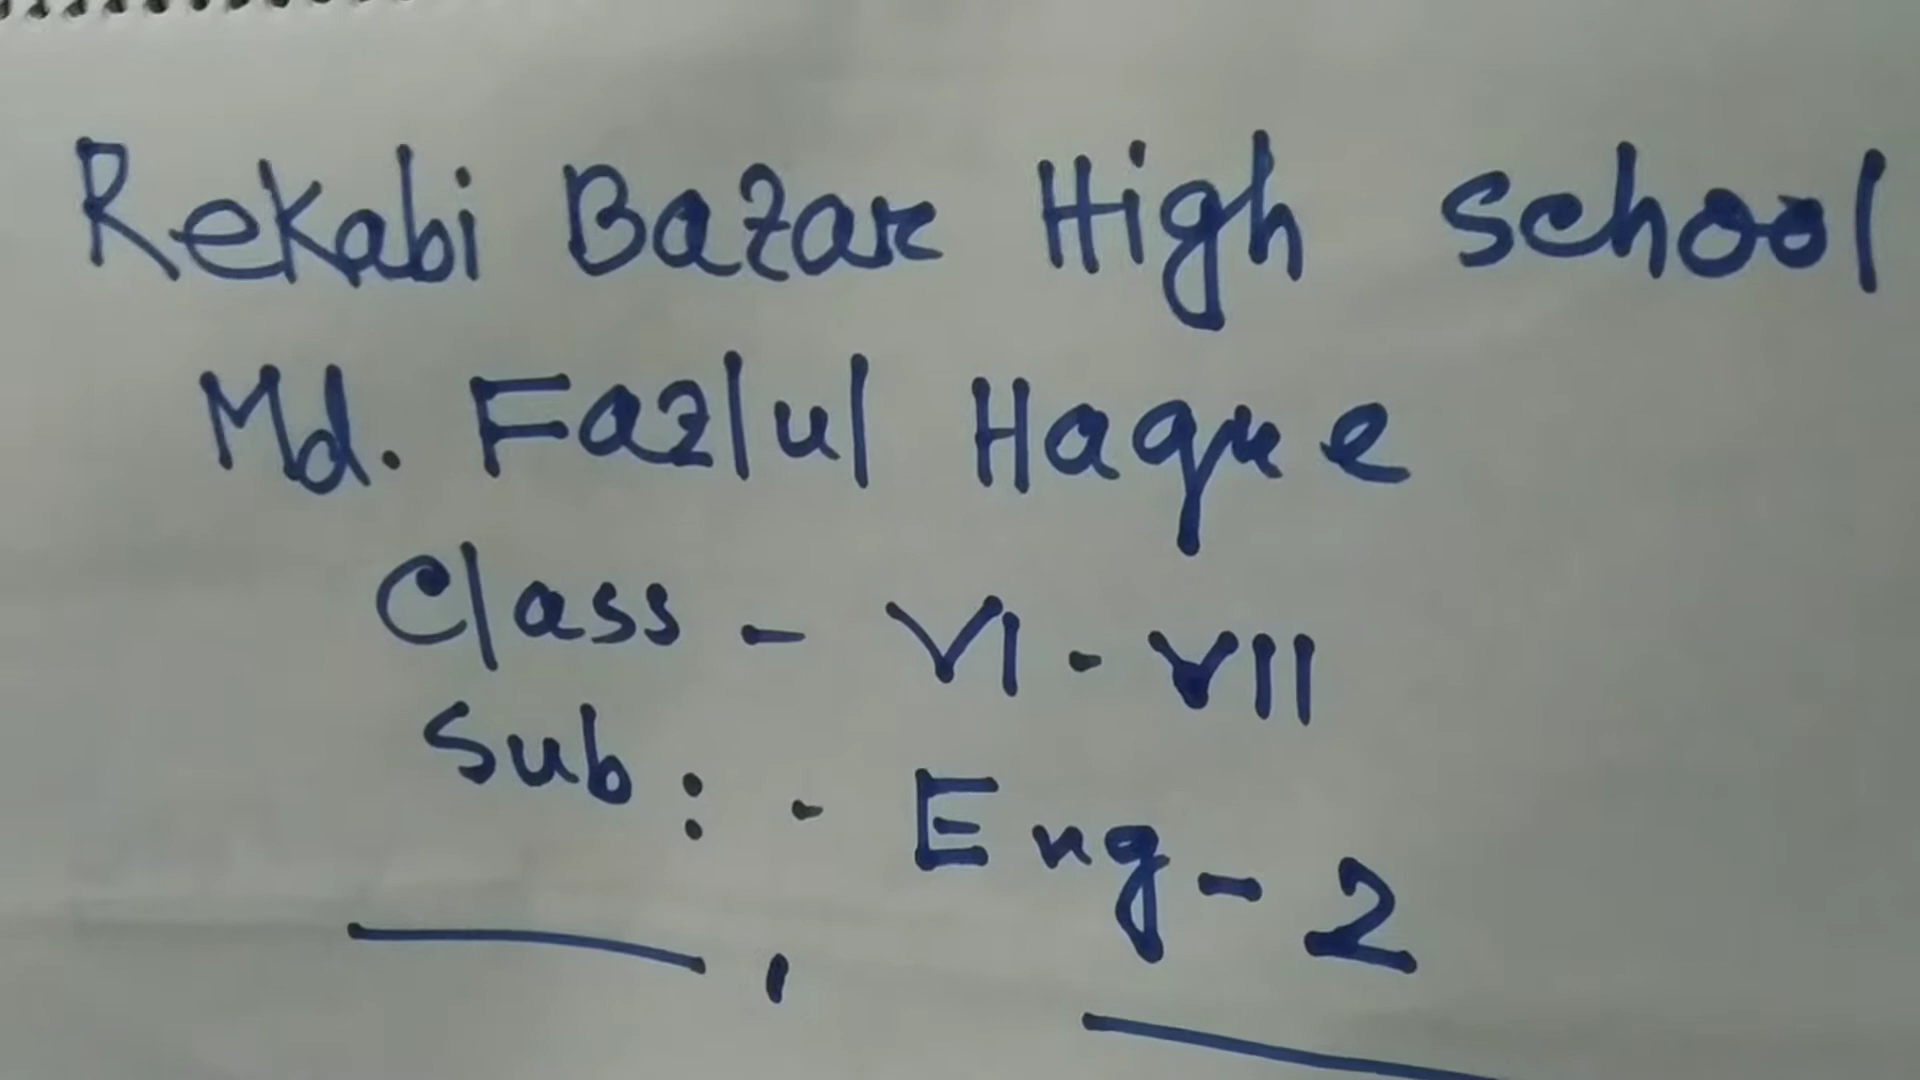 Rekabi Bazar High school
Md. Fazlul Haque
Class - VI - VII
Sub : - Eng - 2